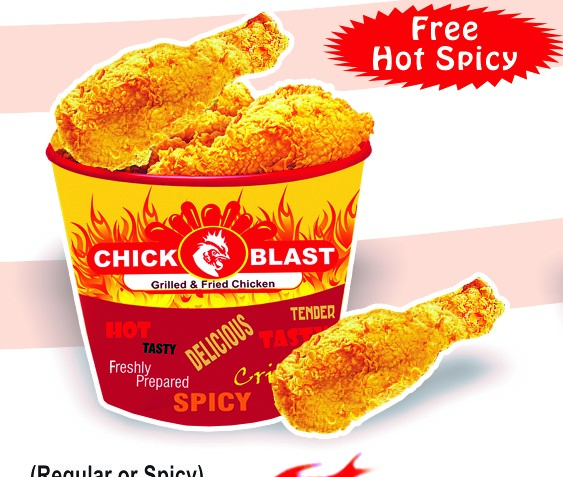 Free
Hot Spicy
CHICK BLAST
Grilled & Fried Chicken
HOT
TASTY
DELICIOUS
TENDER
TASTY
Freshly
Prepared
SPICY
(Regular or Spicy)